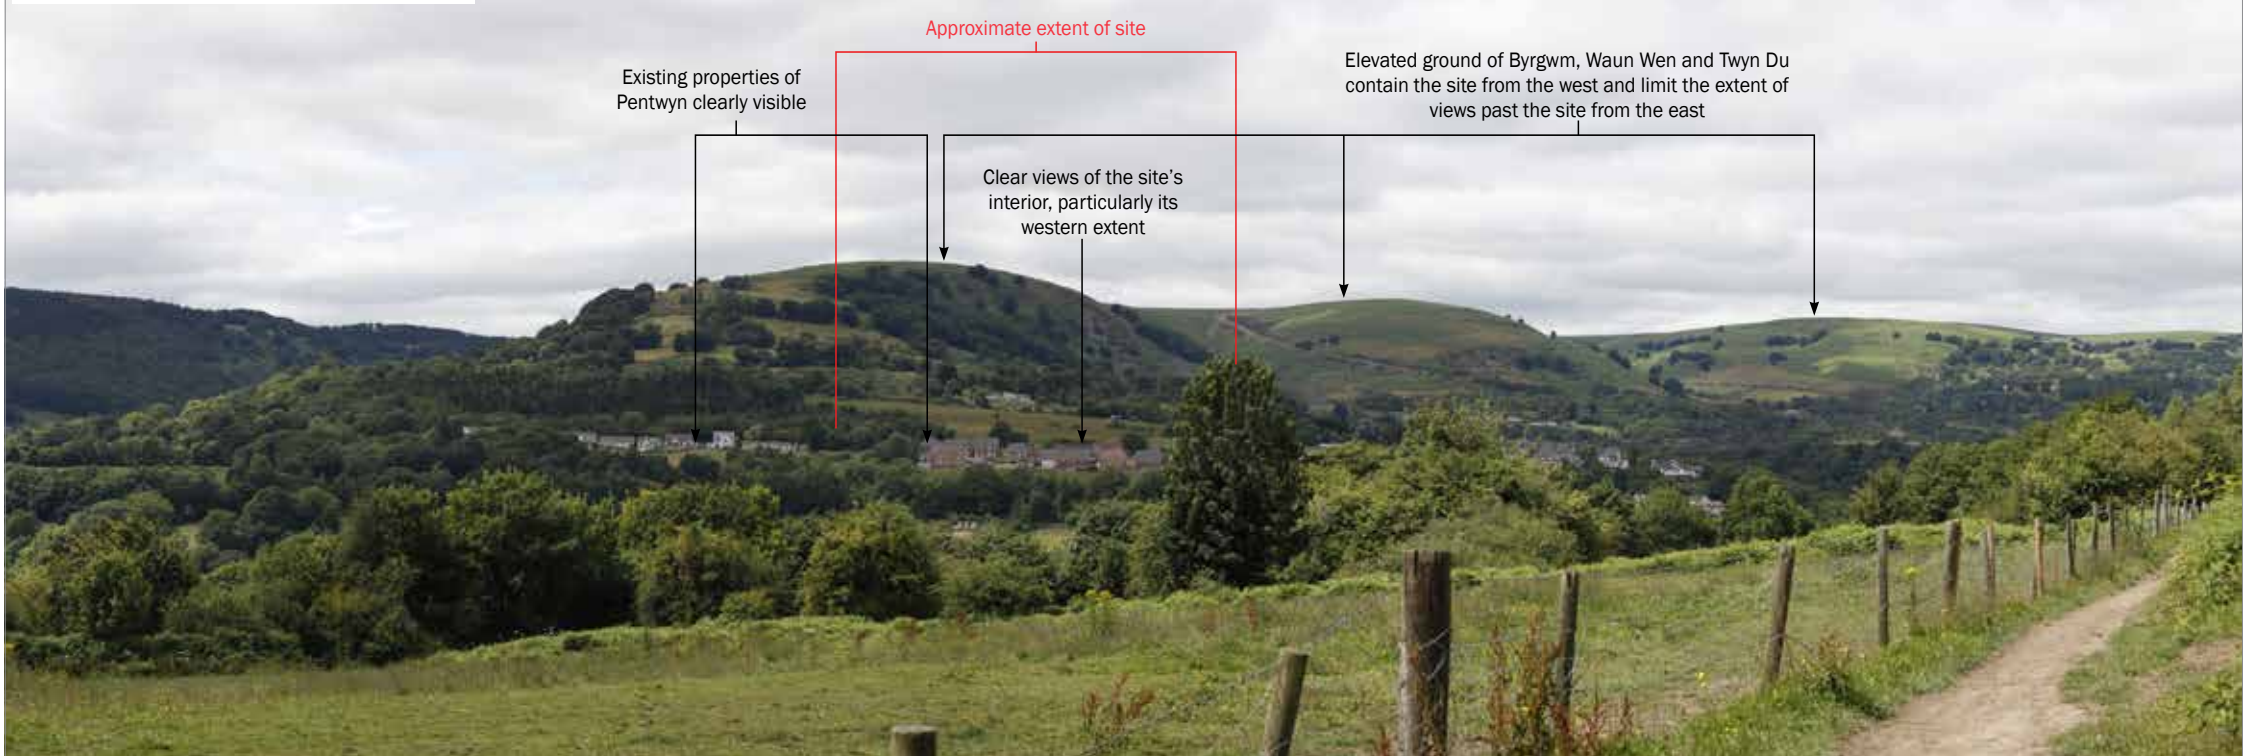 Approximate extent of site
Existing properties of
Pentwyn clearly visible
Elevated ground of Byrgwm, Waun Wen and Twyn Du
contain the site from the west and limit the extent of
views past the site from the east
Clear views of the site's
interior, particularly its
western extent